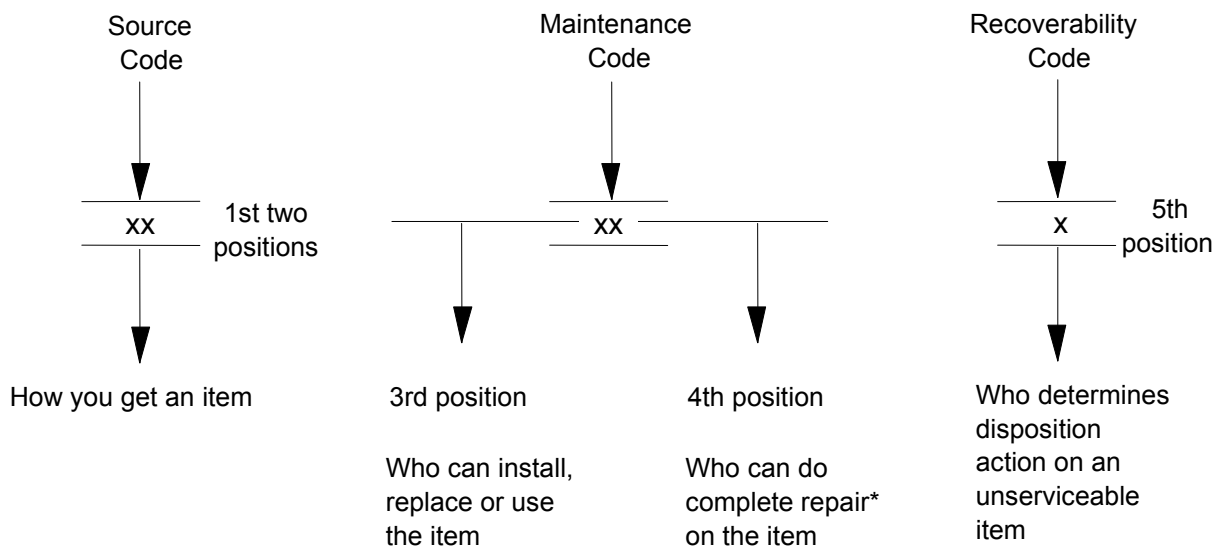 Source
Code
Maintenance
Code
Recoverability
Code
xx
1st two
positions
xx
x
5th
position
How you get an item
3rd position
Who can install,
replace or use
the item
4th position
Who can do
complete repair*
on the item
Who determines
disposition
action on an
unserviceable
item